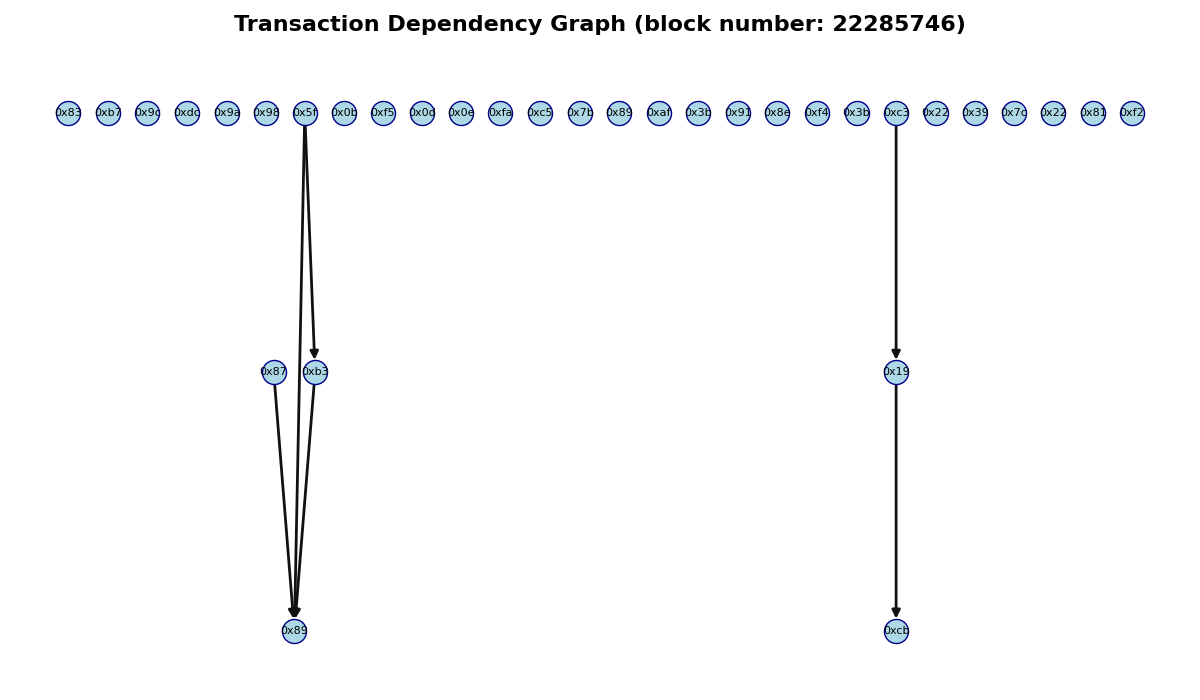 Transaction Dependency Graph (block number: 22285746)
0x83 0xb7 0x9c 0xdc 0x9a 0x98 0x5f 0x0b 0xf5 0x0d 0x0e 0xfa 0xc5 0x7b 0x89 0xaf 0x3b 0x91 0x8e 0xf4 0x3b 0xc3 0x22 0x39 0x7c 0x22 0x81 0xf2
0x87 0xb3 0x19
0x89 0xcb